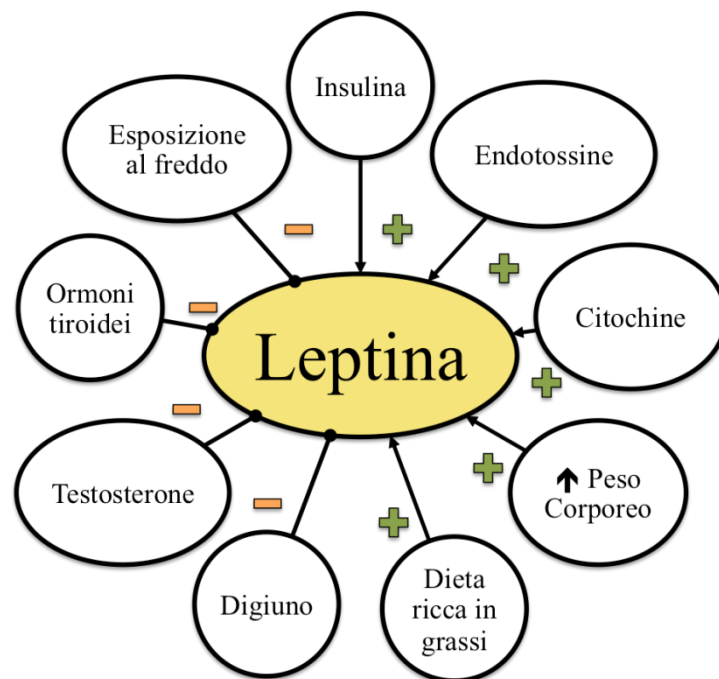 Insulina
Esposizione
al freddo
Endotossine
Ormoni
tiroidei
Citochine
Leptina
Testosterone
↑ Peso
Corporeo
Digiuno
Dieta
ricca in
grassi